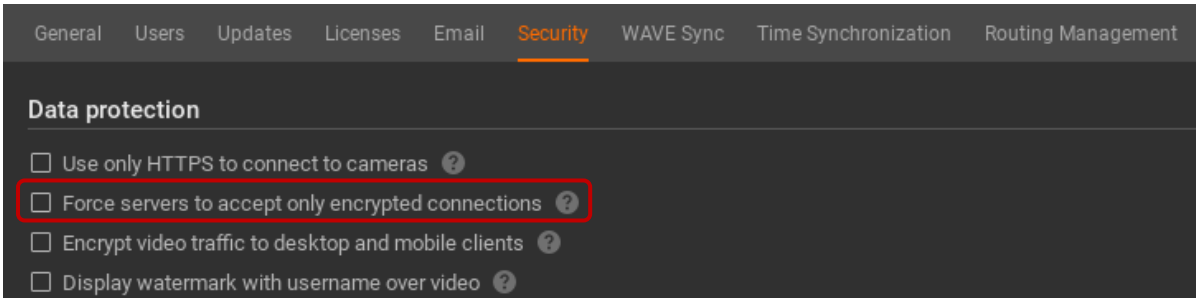 General Users Updates Licenses Email Security WAVE Sync Time Synchronization Routing Management
Data protection
Use only HTTPS to connect to cameras ?
Force servers to accept only encrypted connections ?
Encrypt video traffic to desktop and mobile clients ?
Display watermark with username over video ?